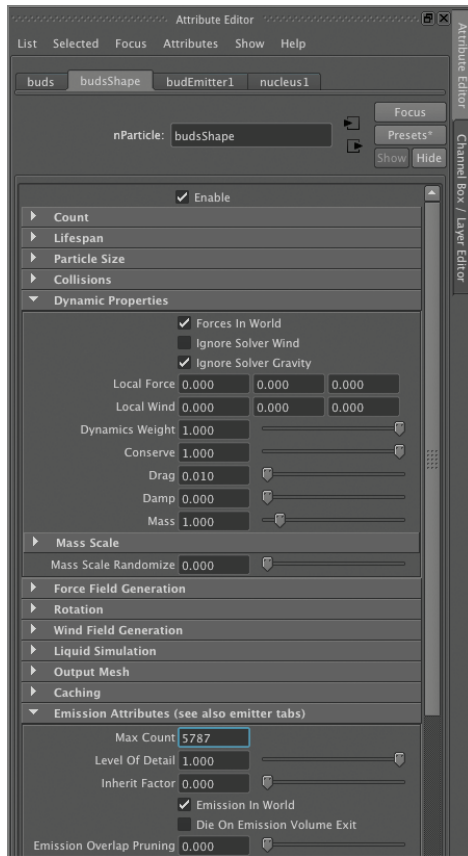 Attribute Editor
List Selected Focus Attributes Show Help
buds budsShape budEmitter1 nucleus1
Focus
nParticle: budsShape Presets*
Show Hide
Enable
Count
Lifespan
Particle Size
Collisions
Dynamic Properties
Forces In World
Ignore Solver Wind
Ignore Solver Gravity
Local Force 0.000 0.000 0.000
Local Wind 0.000 0.000 0.000
Dynamics Weight 1.000
Conserve 1.000
Drag 0.010
Damp 0.000
Mass 1.000
Mass Scale
Mass Scale Randomize 0.000
Force Field Generation
Rotation
Wind Field Generation
Liquid Simulation
Output Mesh
Caching
Emission Attributes (see also emitter tabs)
Max Count 5787
Level Of Detail 1.000
Inherit Factor 0.000
Emission In World
Die On Emission Volume Exit
Emission Overlap Pruning 0.000
Attribute Editor
Channel Box / Layer Editor